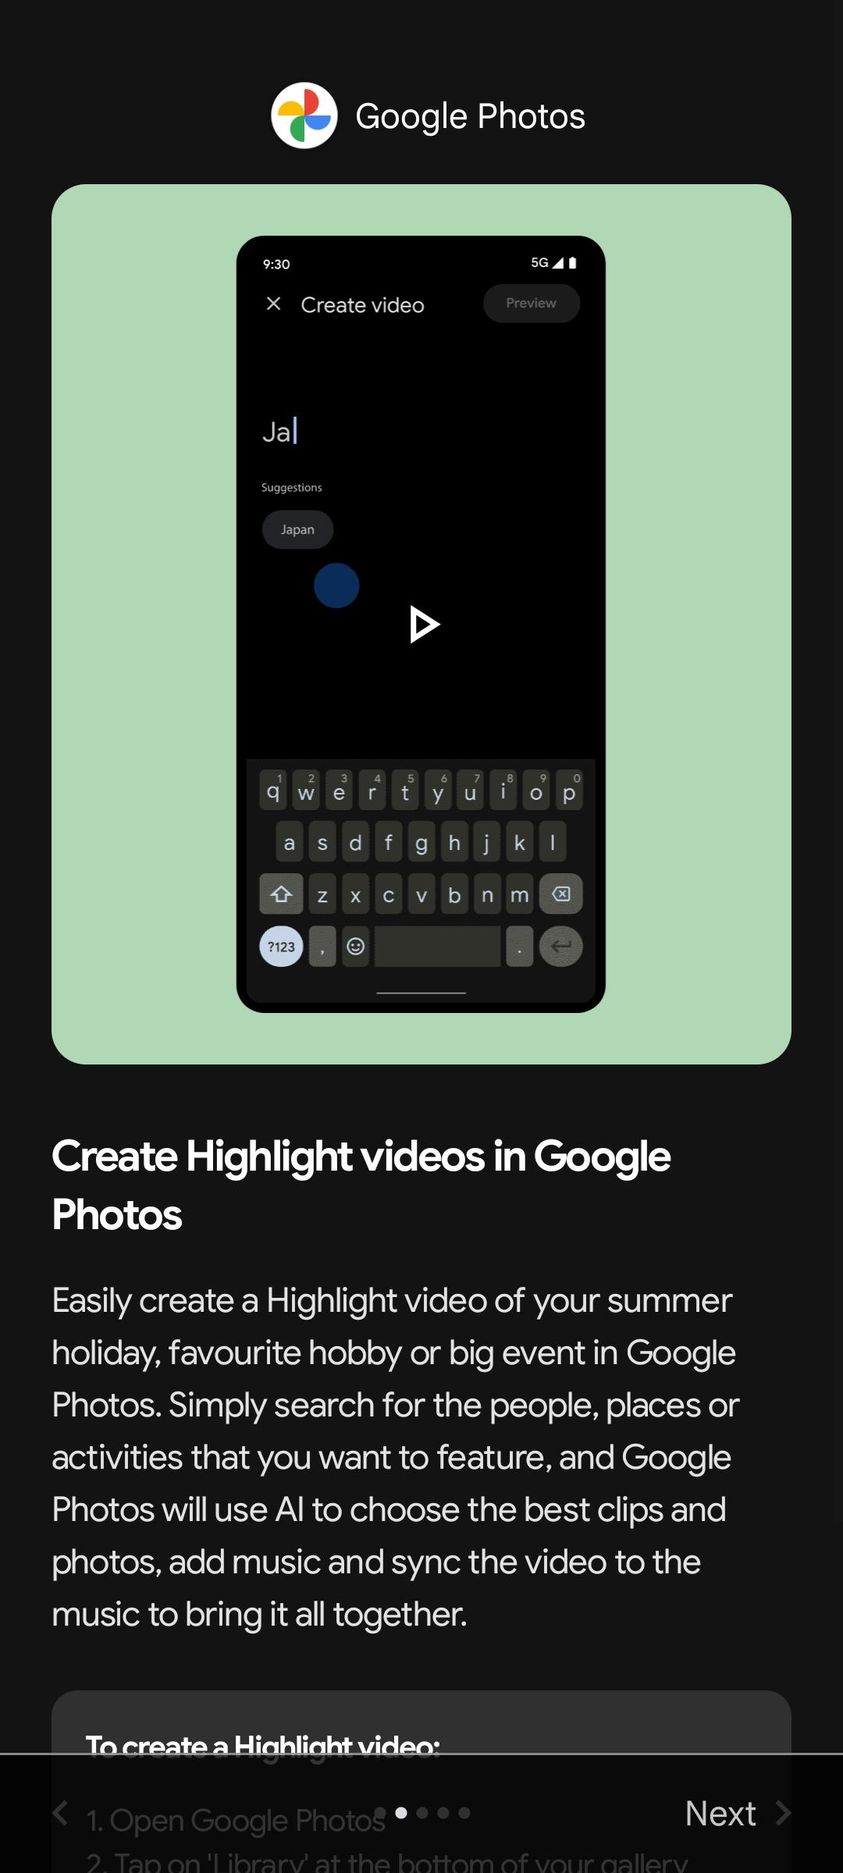 Google Photos
9:30
5G
Create video
Preview
Ja
Suggestions
Japan
1 2 3 4 5 6 7 8 9 0
q w e r t y u i o p
a s d f g h j k l
z x c v b n m
?123 , .
Create Highlight videos in Google
Photos
Easily create a Highlight video of your summer
holiday, favourite hobby or big event in Google
Photos. Simply search for the people, places or
activities that you want to feature, and Google
Photos will use AI to choose the best clips and
photos, add music and sync the video to the
music to bring it all together.
To create a Highlight video:
1. Open Google Photos
Next
2. Tap on 'Library' at the bottom of your gallery